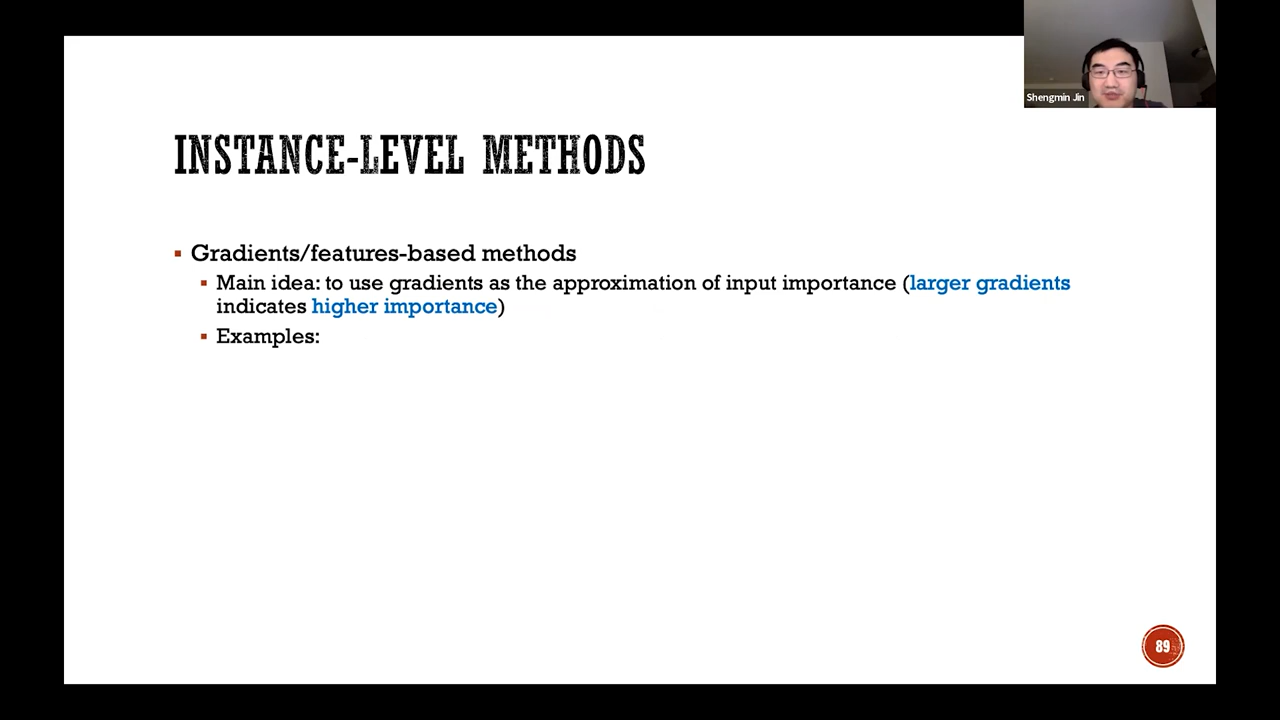 Shengmin Jin
INSTANCE-LEVEL METHODS
Gradients/features-based methods
Main idea: to use gradients as the approximation of input importance (larger gradients
indicates higher importance)
Examples:
89